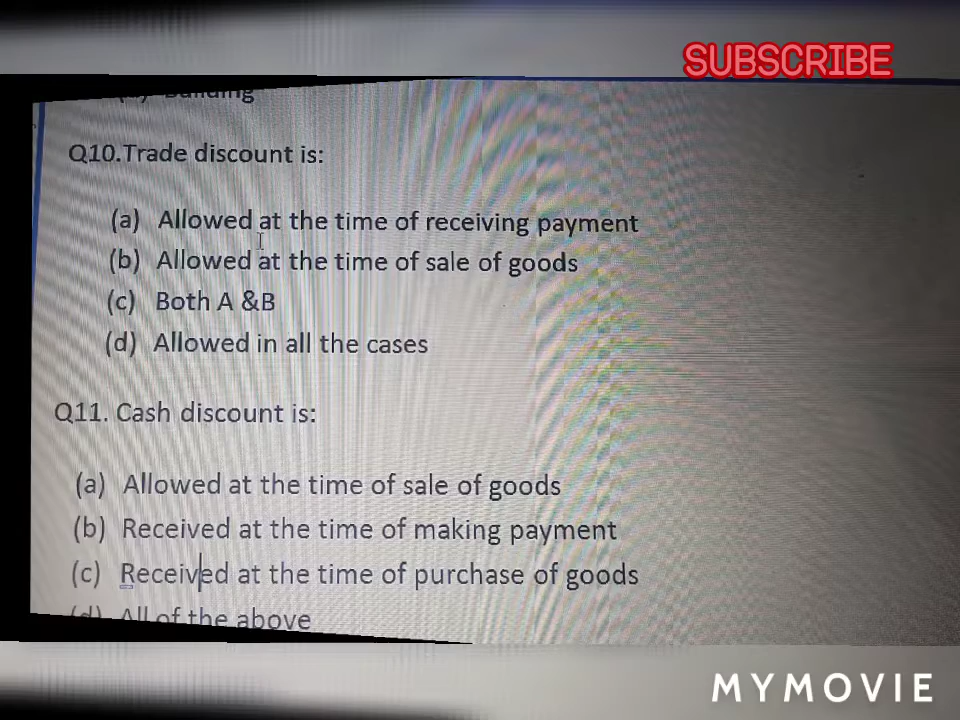 SUBSCRIBE
Building
Q10.Trade discount is:
(a) Allowed at the time of receiving payment
(b) Allowed at the time of sale of goods
(c) Both A &B
(d) Allowed in all the cases
Q11. Cash discount is:
(a) Allowed at the time of sale of goods
(b) Received at the time of making payment
(c) Received at the time of purchase of goods
(d) All of the above
MYMOVIE